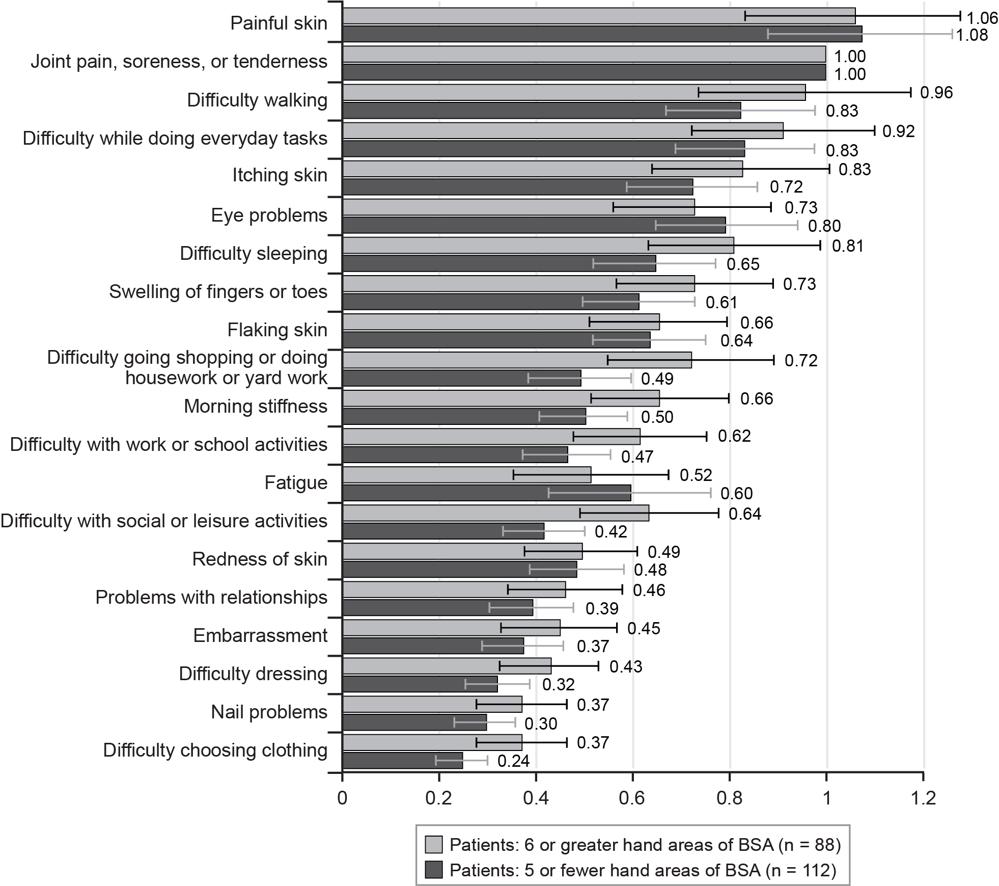 Painful skin
1.06
1.08
Joint pain, soreness, or tenderness
1.00
1.00
Difficulty walking
0.96
0.83
Difficulty while doing everyday tasks
0.92
0.83
Itching skin
0.83
0.72
Eye problems
0.73
0.80
Difficulty sleeping
0.81
0.65
Swelling of fingers or toes
0.73
0.61
Flaking skin
0.66
0.64
Difficulty going shopping or doing
housework or yard work
0.72
0.49
Morning stiffness
0.66
0.50
Difficulty with work or school activities
0.62
0.47
Fatigue
0.52
0.60
Difficulty with social or leisure activities
0.64
0.42
Redness of skin
0.49
0.48
Problems with relationships
0.46
0.39
Embarrassment
0.45
0.37
Difficulty dressing
0.43
0.32
Nail problems
0.37
0.30
Difficulty choosing clothing
0.37
0.24
0 0.2 0.4 0.6 0.8 1 1.2
Patients: 6 or greater hand areas of BSA (n = 88)
Patients: 5 or fewer hand areas of BSA (n = 112)